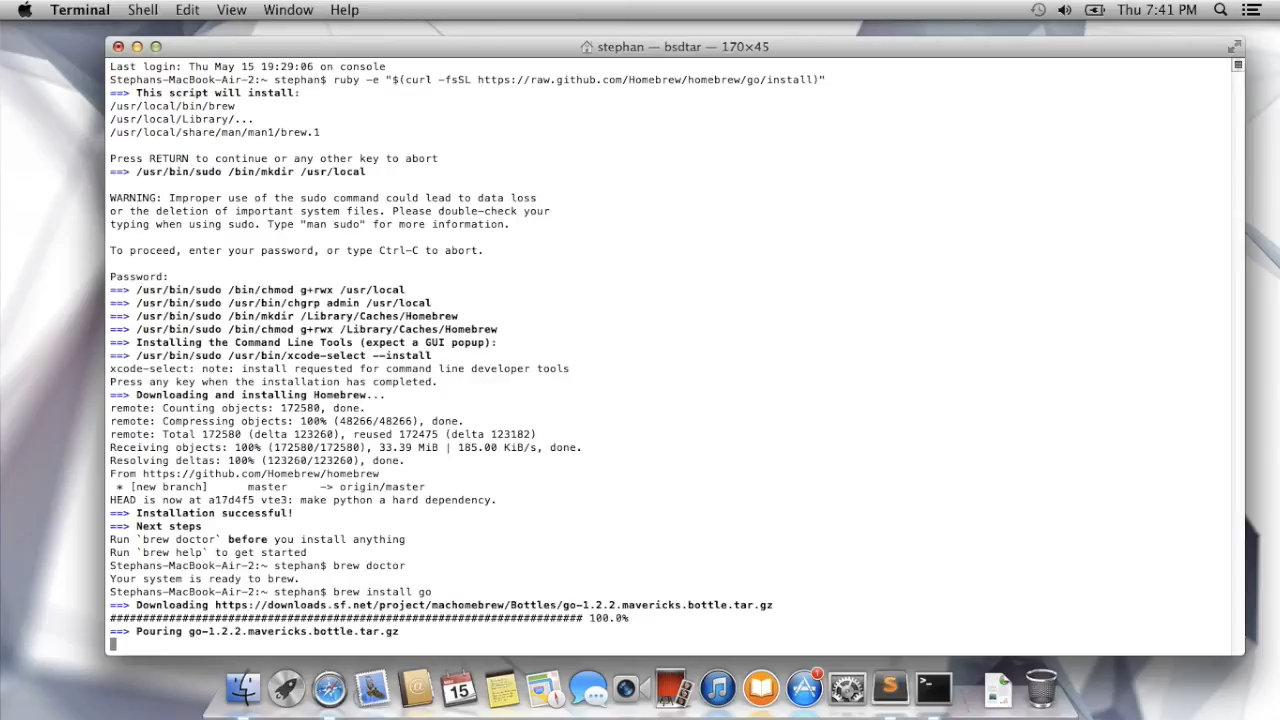 Terminal Shell Edit View Window Help Thu 7:41 PM
stephan — bsdtar — 170×45
Last login: Thu May 15 19:29:06 on console
Stephans-MacBook-Air-2:~ stephan$ ruby -e "$(curl -fsSL https://raw.github.com/Homebrew/homebrew/go/install)"
==> This script will install:
/usr/local/bin/brew
/usr/local/Library/...
/usr/local/share/man/man1/brew.1
Press RETURN to continue or any other key to abort
==> /usr/bin/sudo /bin/mkdir /usr/local
WARNING: Improper use of the sudo command could lead to data loss
or the deletion of important system files. Please double-check your
typing when using sudo. Type "man sudo" for more information.
To proceed, enter your password, or type Ctrl-C to abort.
Password:
==> /usr/bin/sudo /bin/chmod g+rwx /usr/local
==> /usr/bin/sudo /usr/bin/chgrp admin /usr/local
==> /usr/bin/sudo /bin/mkdir /Library/Caches/Homebrew
==> /usr/bin/sudo /bin/chmod g+rwx /Library/Caches/Homebrew
==> Installing the Command Line Tools (expect a GUI popup):
==> /usr/bin/sudo /usr/bin/xcode-select --install
xcode-select: note: install requested for command line developer tools
Press any key when the installation has completed.
==> Downloading and installing Homebrew...
remote: Counting objects: 172580, done.
remote: Compressing objects: 100% (48266/48266), done.
remote: Total 172580 (delta 123260), reused 172475 (delta 123182)
Receiving objects: 100% (172580/172580), 33.39 MiB | 185.00 KiB/s, done.
Resolving deltas: 100% (123260/123260), done.
From https://github.com/Homebrew/homebrew
 * [new branch]      master     -> origin/master
HEAD is now at a17d4f5 vte3: make python a hard dependency.
==> Installation successful!
==> Next steps
Run `brew doctor` before you install anything
Run `brew help` to get started
Stephans-MacBook-Air-2:~ stephan$ brew doctor
Your system is ready to brew.
Stephans-MacBook-Air-2:~ stephan$ brew install go
==> Downloading https://downloads.sf.net/project/machomebrew/Bottles/go-1.2.2.mavericks.bottle.tar.gz
######################################################################## 100.0%
==> Pouring go-1.2.2.mavericks.bottle.tar.gz
15
1
S
>_